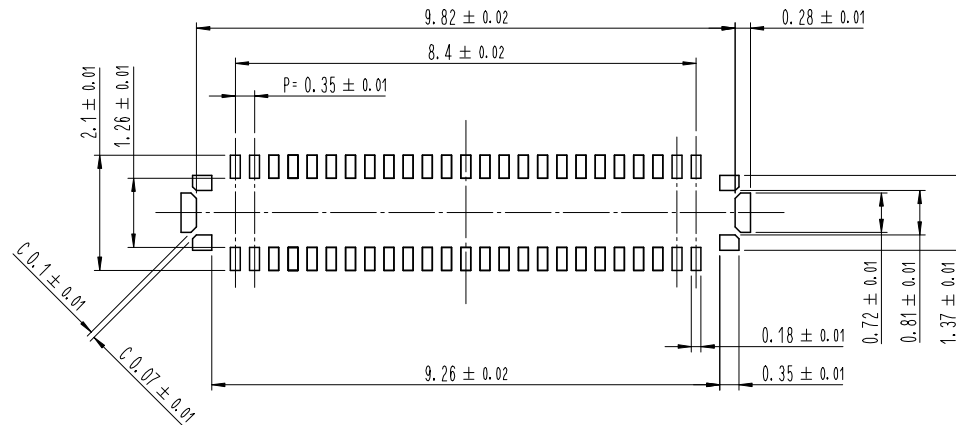 9.82 ± 0.02
0.28 ± 0.01
8.4 ± 0.02
P= 0.35 ± 0.01
2.1 ± 0.01
1.26 ± 0.01
C 0.1 ± 0.01
C 0.07 ± 0.01
0.72 ± 0.01
0.81 ± 0.01
1.37 ± 0.01
0.18 ± 0.01
9.26 ± 0.02
0.35 ± 0.01